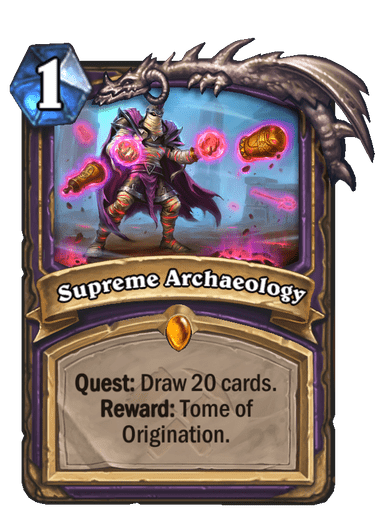 1
Supreme Archaeology
Quest: Draw 20 cards.
Reward: Tome of
Origination.